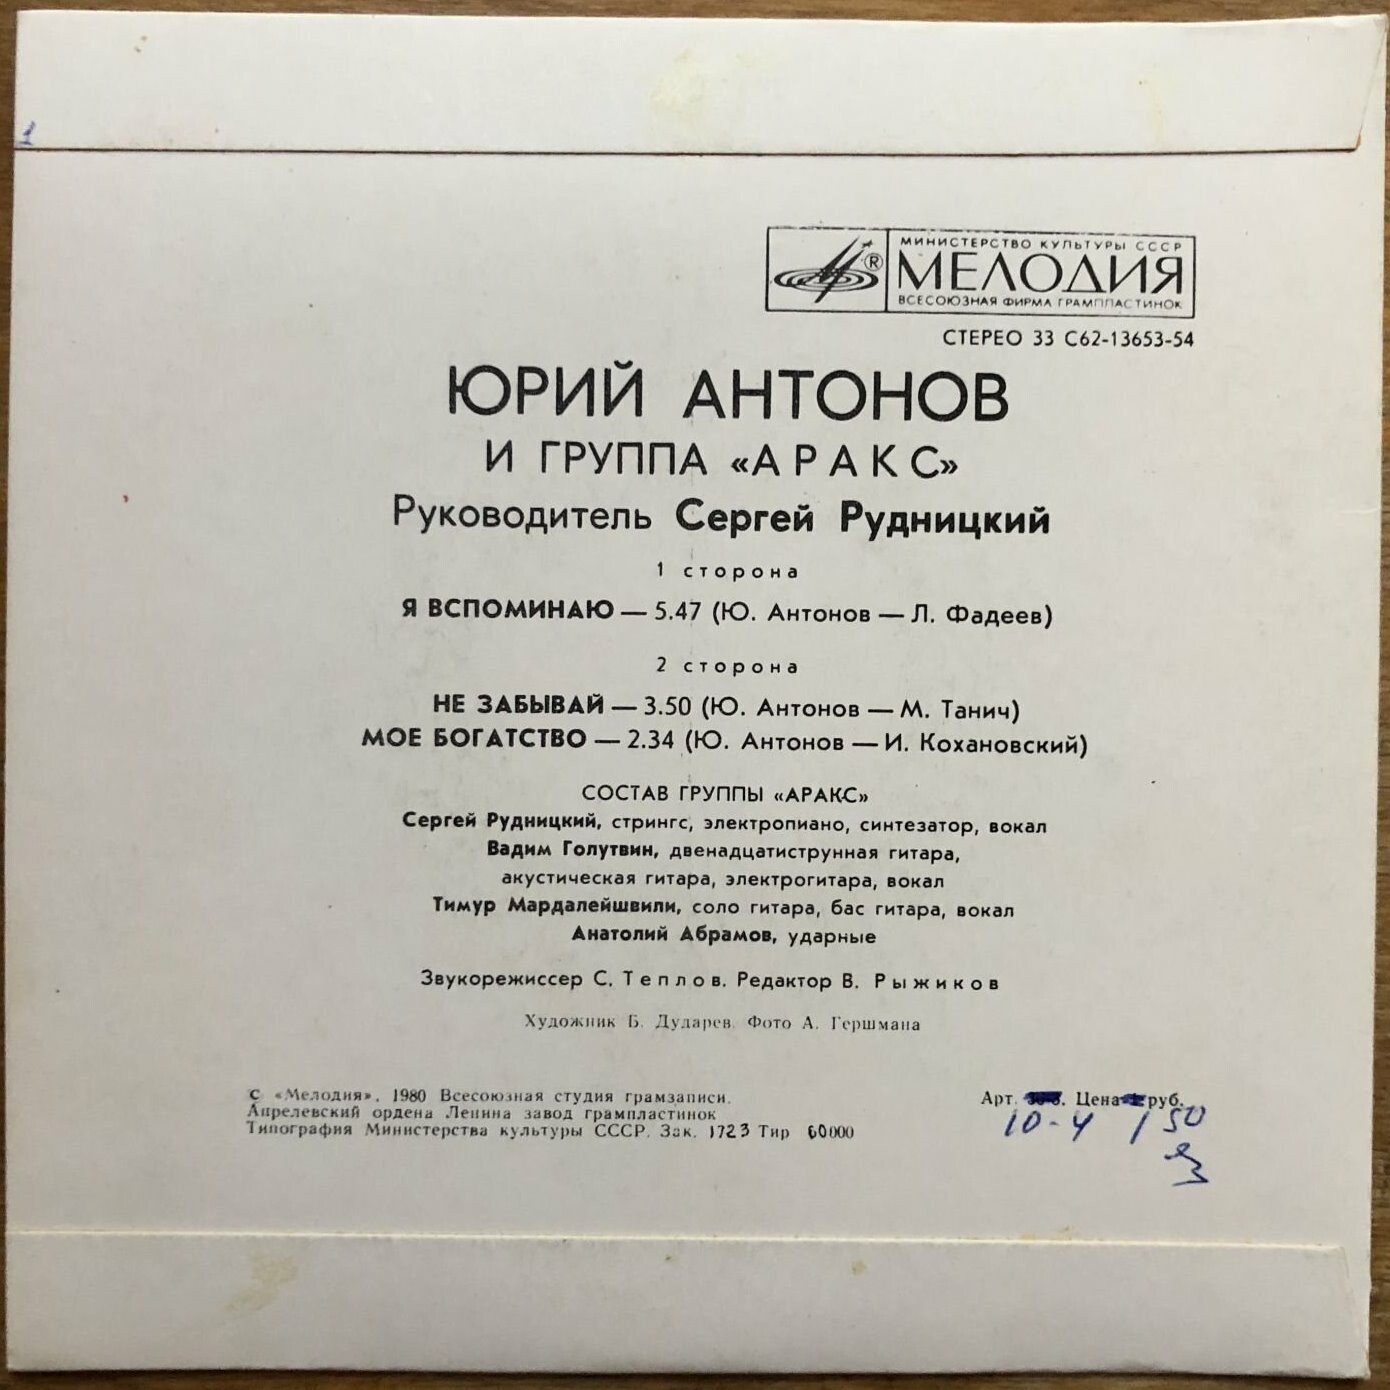 МИНИСТЕРСТВО КУЛЬТУРЫ СССР
МЕЛОДИЯ
®
ВСЕСОЮЗНАЯ ФИРМА ГРАМПЛАСТИНОК
СТЕРЕО 33 С62-13653-54
ЮРИЙ АНТОНОВ
И ГРУППА «АРАКС»
Руководитель Сергей Рудницкий
1 сторона
Я ВСПОМИНАЮ — 5.47 (Ю. Антонов — Л. Фадеев)
2 сторона
НЕ ЗАБЫВАЙ — 3.50 (Ю. Антонов — М. Танич)
МОЕ БОГАТСТВО — 2.34 (Ю. Антонов — И. Кохановский)
СОСТАВ ГРУППЫ «АРАКС»
Сергей Рудницкий, стрингс, электропиано, синтезатор, вокал
Вадим Голутвин, двенадцатиструнная гитара,
акустическая гитара, электрогитара, вокал
Тимур Мардалейшвили, соло гитара, бас гитара, вокал
Анатолий Абрамов, ударные
Звукорежиссер С. Теплов. Редактор В. Рыжиков
Художник Б. Дударев. Фото А. Гершмана
С «Мелодия», 1980 Всесоюзная студия грамзаписи.
Апрелевский ордена Ленина завод грампластинок
Типография Министерства культуры СССР. Зак. 1723 Тир 60000
Арт. Цена руб.
10-4 1 50